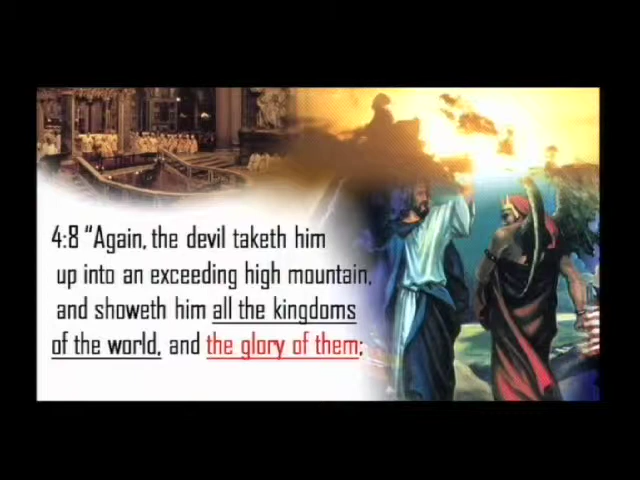 4:8 “Again, the devil taketh him
up into an exceeding high mountain,
and showeth him all the kingdoms
of the world, and the glory of them;